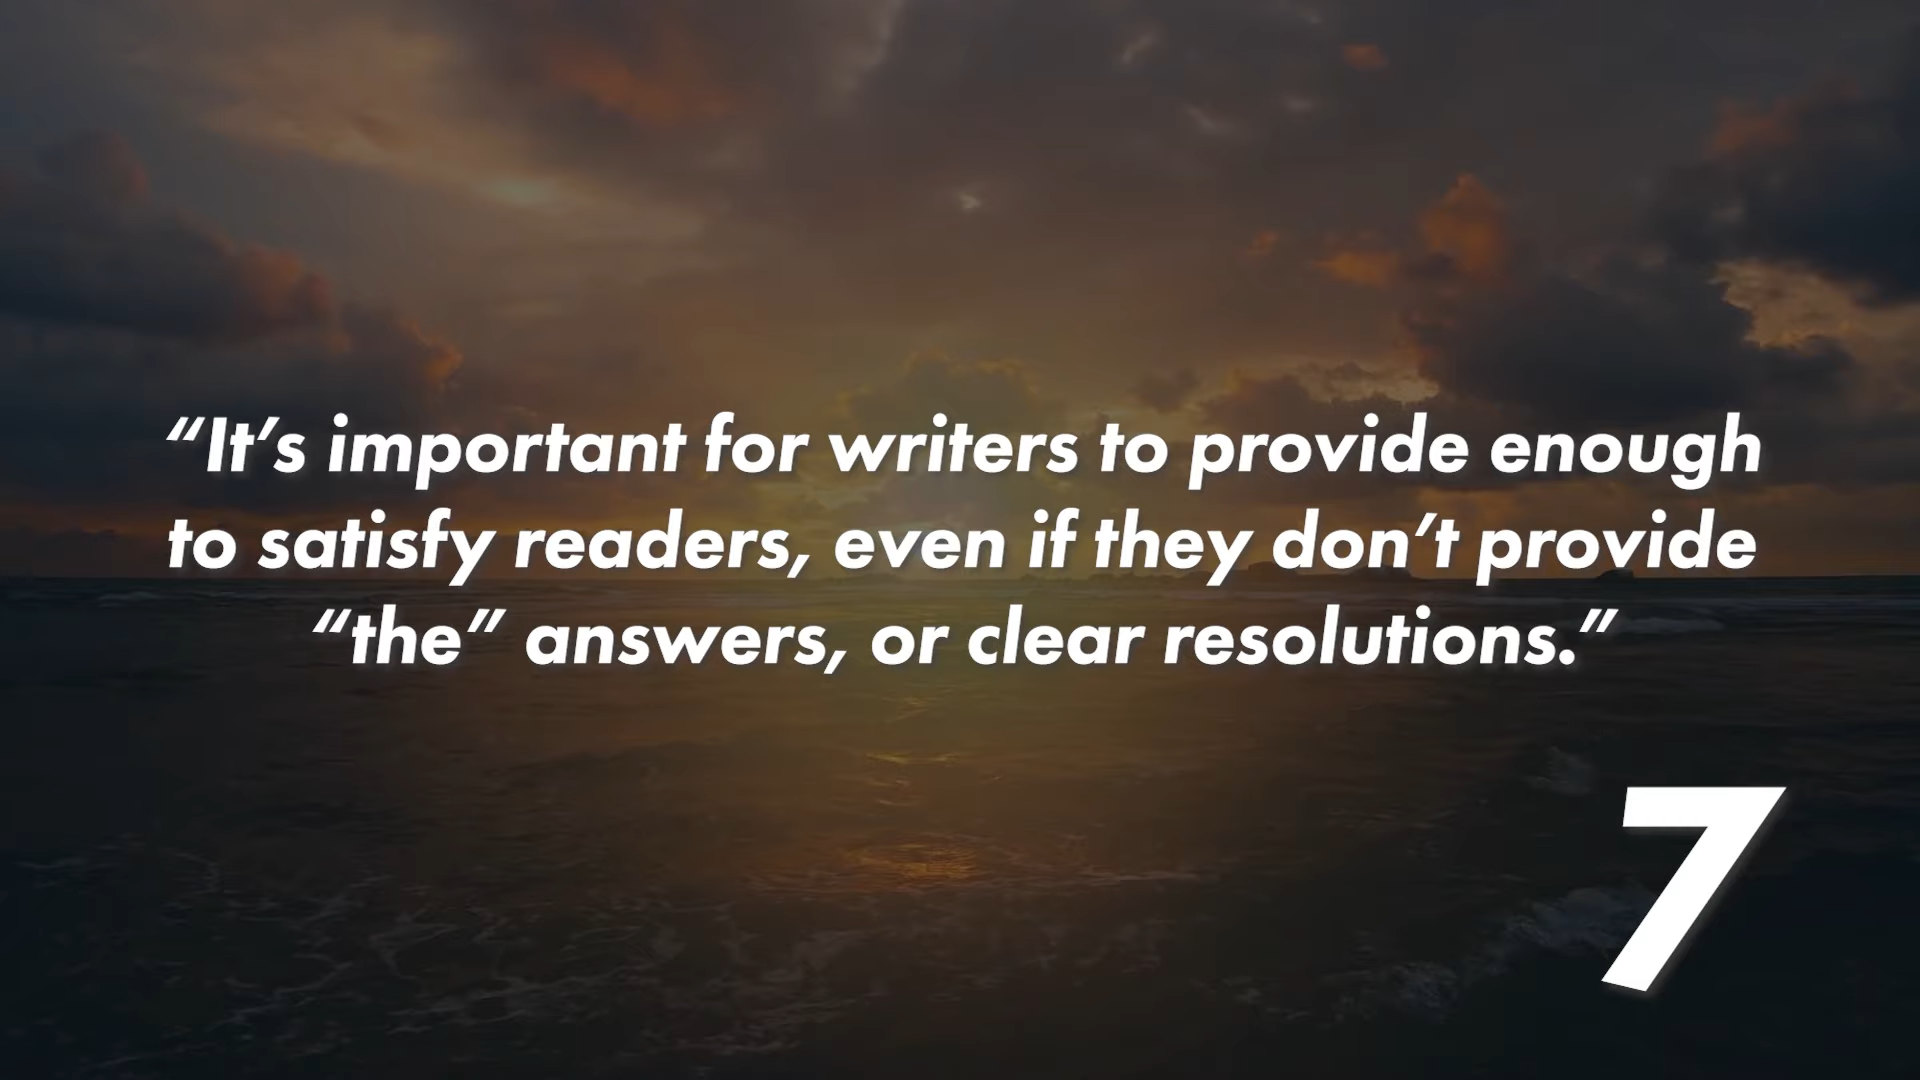 “It’s important for writers to provide enough
to satisfy readers, even if they don’t provide
“the” answers, or clear resolutions.”
7